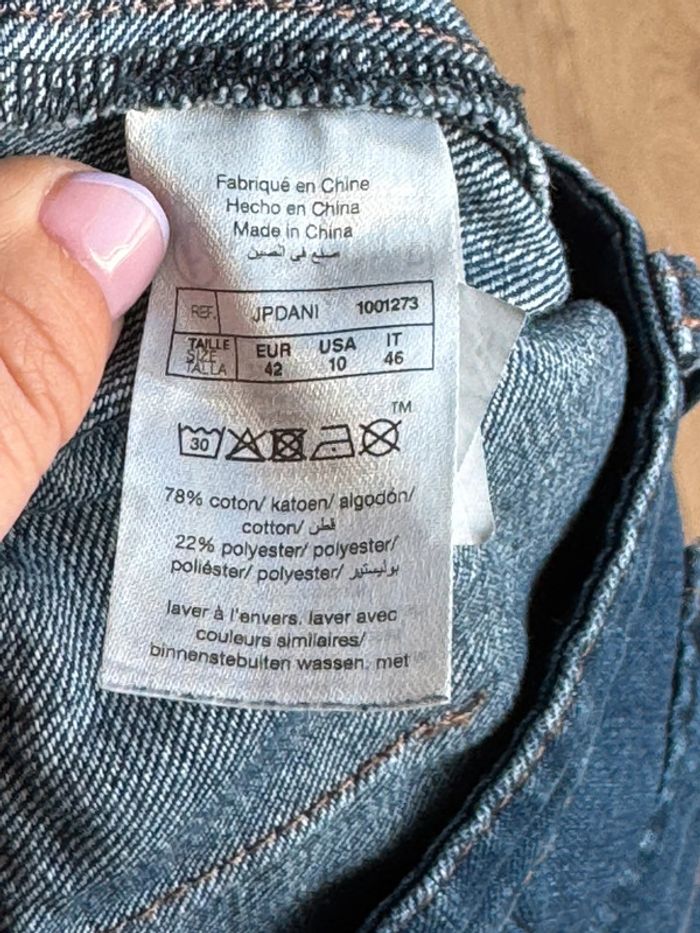 Fabriqué en Chine
Hecho en China
Made in China
صنع في الصين
REF. JPDANI 1001273
TAILLE EUR USA IT
SIZE 42 10 46
TALLA
TM
30
78% coton/ katoen/ algodón/
cotton/ قطن
22% polyester/ polyester/
poliéster/ polyester/ بوليستير
laver à l'envers. laver avec
couleurs similaires/
binnenstebuiten wassen. met